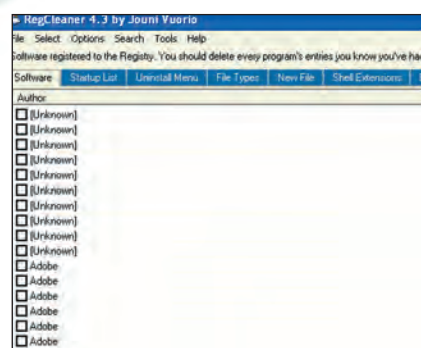 RegCleaner 4.3 by Jouni Vuorio
File Select Options Search Tools Help
Software registered to the Registry. You should delete every program's entries you know you've had
Software Startup List Uninstall Menu File Types New File Shell Extensions
Author
[Unknown]
[Unknown]
[Unknown]
[Unknown]
[Unknown]
[Unknown]
[Unknown]
[Unknown]
[Unknown]
[Unknown]
Adobe
Adobe
Adobe
Adobe
Adobe
Adobe